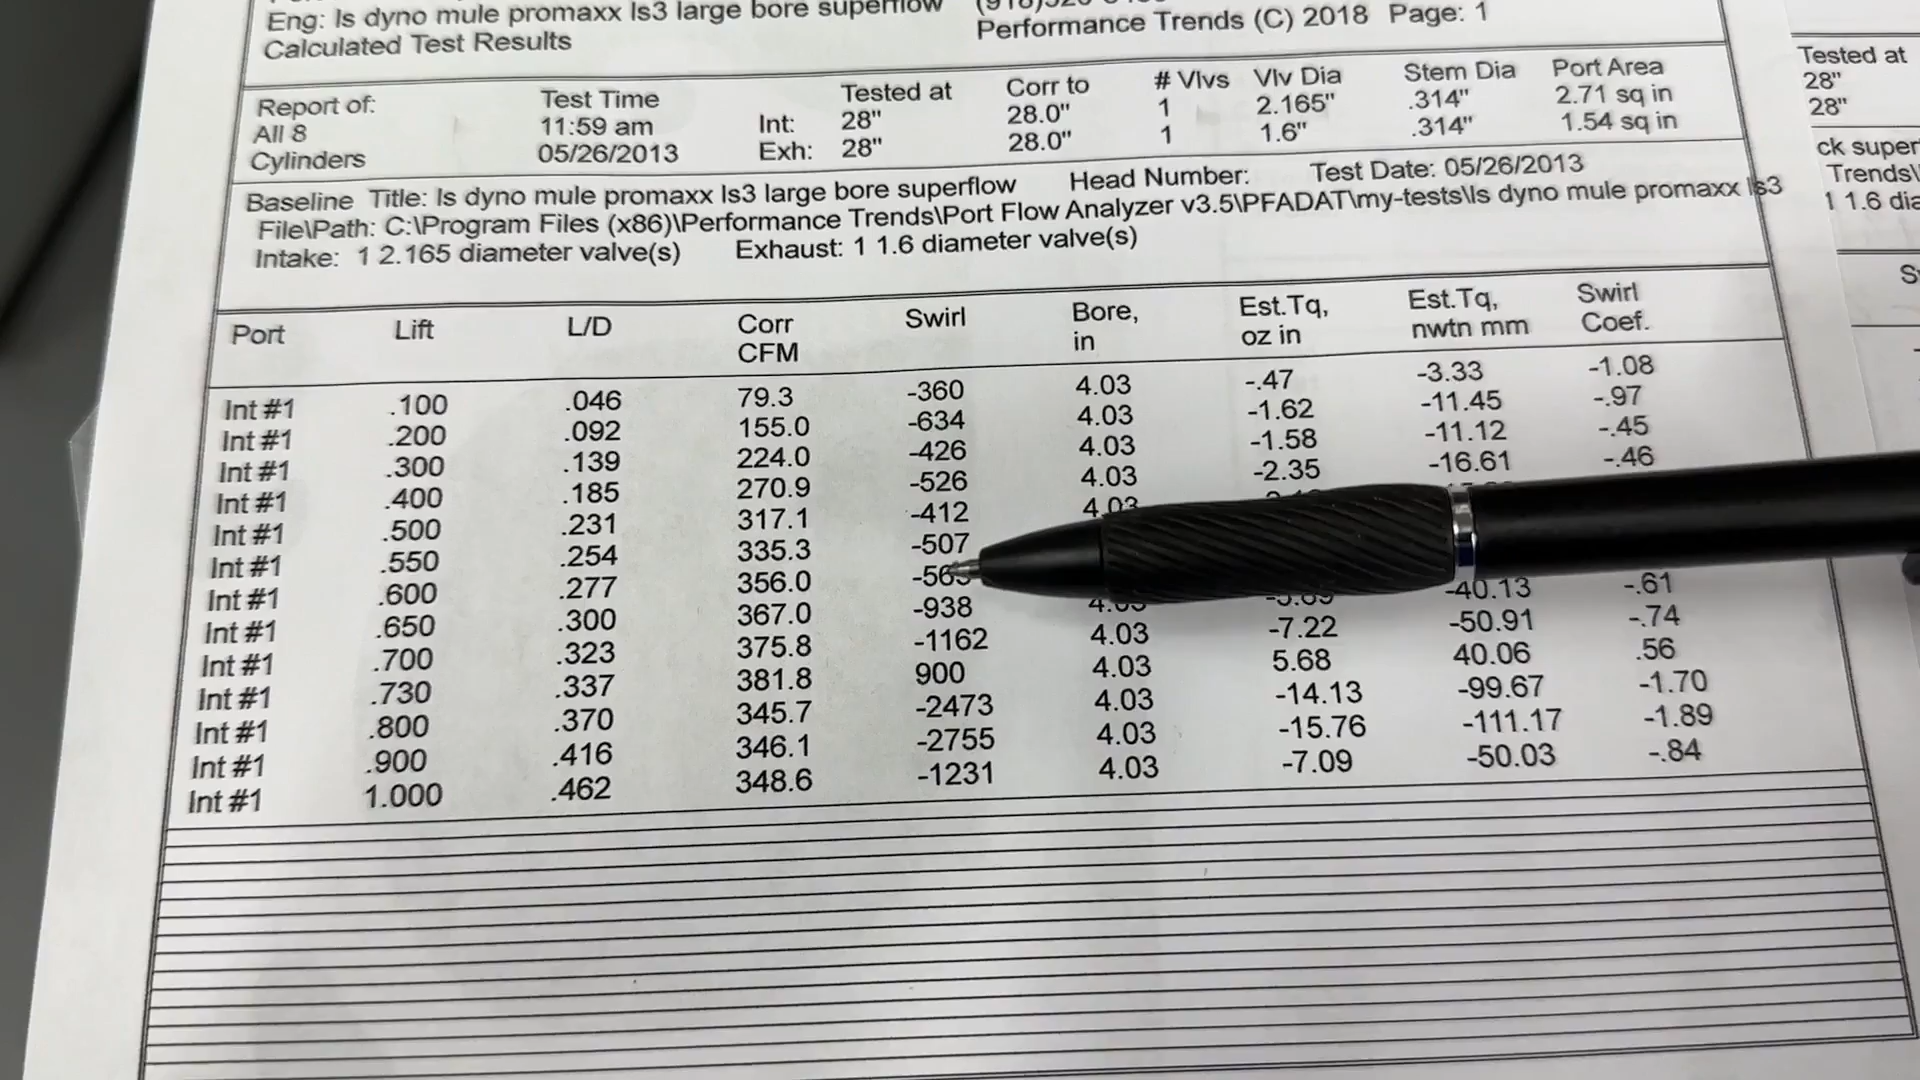 Eng: ls dyno mule promaxx ls3 large bore superflow
Calculated Test Results
Performance Trends (C) 2018 Page: 1
Report of: Test Time Tested at Corr to # Vlvs Vlv Dia Stem Dia Port Area
All 8 11:59 am Int: 28" 28.0" 1 2.165" .314" 2.71 sq in
Cylinders 05/26/2013 Exh: 28" 28.0" 1 1.6" .314" 1.54 sq in
Baseline Title: ls dyno mule promaxx ls3 large bore superflow Head Number: Test Date: 05/26/2013
File\Path: C:\Program Files (x86)\Performance Trends\Port Flow Analyzer v3.5\PFADAT\my-tests\ls dyno mule promaxx ls3
Intake: 1 2.165 diameter valve(s) Exhaust: 1 1.6 diameter valve(s)
Port Lift L/D Corr CFM Swirl Bore, in Est.Tq, oz in Est.Tq, nwtn mm Swirl Coef.
Int #1 .100 .046 79.3 -360 4.03 -.47 -3.33 -1.08
Int #1 .200 .092 155.0 -634 4.03 -1.62 -11.45 -.97
Int #1 .300 .139 224.0 -426 4.03 -1.58 -11.12 -.45
Int #1 .400 .185 270.9 -526 4.03 -2.35 -16.61 -.46
Int #1 .500 .231 317.1 -412 4.03
Int #1 .550 .254 335.3 -507
Int #1 .600 .277 356.0
Int #1 .650 .300 367.0 -938 4.03 -40.13 -.61
Int #1 .700 .323 375.8 -1162 4.03 -7.22 -50.91 -.74
Int #1 .730 .337 381.8 900 4.03 5.68 40.06 .56
Int #1 .800 .370 345.7 -2473 4.03 -14.13 -99.67 -1.70
Int #1 .900 .416 346.1 -2755 4.03 -15.76 -111.17 -1.89
Int #1 1.000 .462 348.6 -1231 4.03 -7.09 -50.03 -.84
Tested at
28"
28"
ck super
Trends\
1 1.6 dia